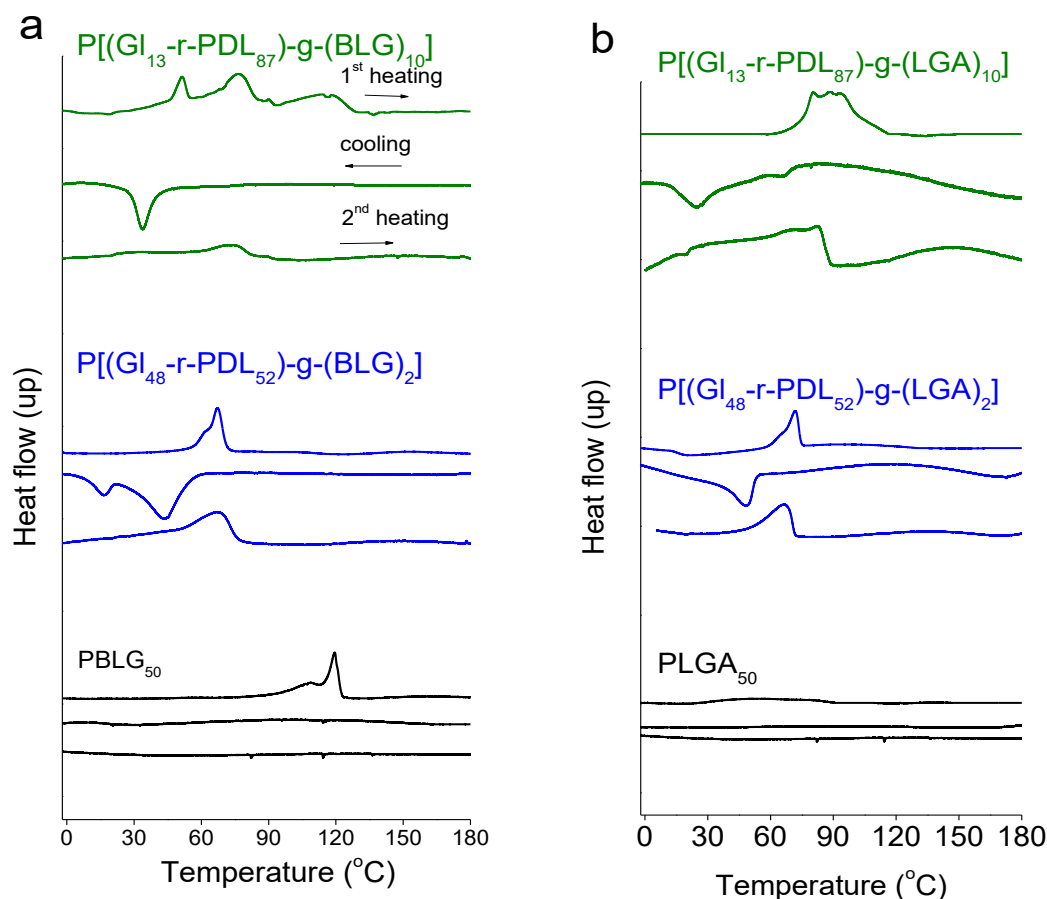 a
P[(Gl₁₃-r-PDL₈₇)-g-(BLG)₁₀]
1ˢᵗ heating
cooling
2ⁿᵈ heating
P[(Gl₄₈-r-PDL₅₂)-g-(BLG)₂]
PBLG₅₀
Heat flow (up)
0 30 60 90 120 150 180
Temperature (°C)
b
P[(Gl₁₃-r-PDL₈₇)-g-(LGA)₁₀]
P[(Gl₄₈-r-PDL₅₂)-g-(LGA)₂]
PLGA₅₀
Heat flow (up)
0 30 60 90 120 150 180
Temperature (°C)